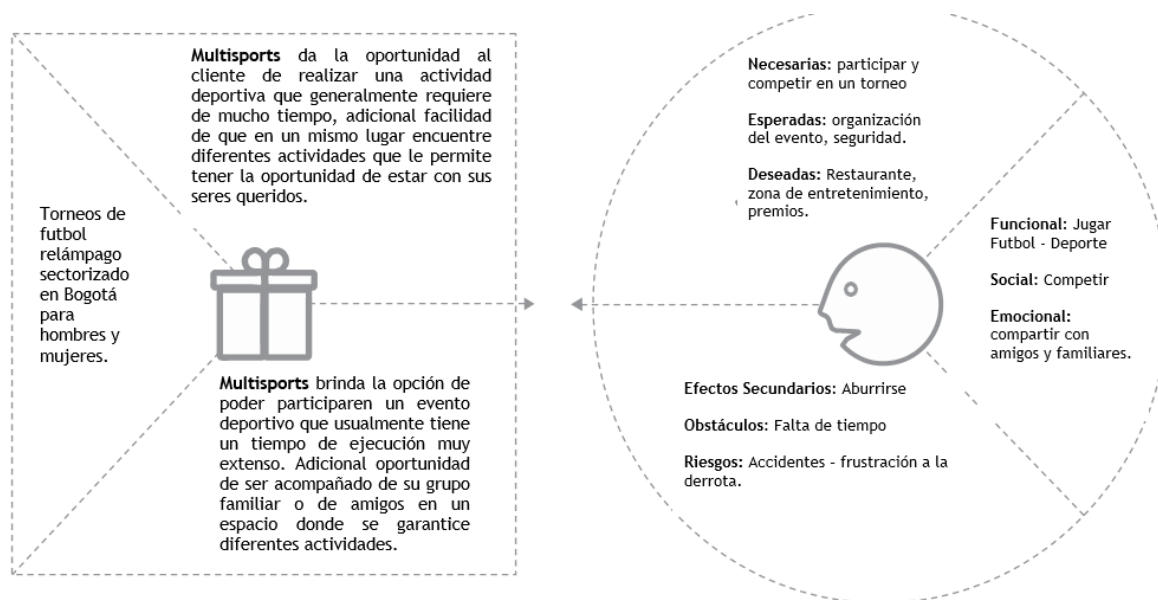 Multisports da la oportunidad al
cliente de realizar una actividad
deportiva que generalmente requiere
de mucho tiempo, adicional facilidad
de que en un mismo lugar encuentre
diferentes actividades que le permite
tener la oportunidad de estar con sus
seres queridos.
Torneos de
futbol
relámpago
sectorizado
en Bogotá
para
hombres y
mujeres.
Multisports brinda la opción de
poder participaren un evento
deportivo que usualmente tiene
un tiempo de ejecución muy
extenso. Adicional oportunidad
de ser acompañado de su grupo
familiar o de amigos en un
espacio donde se garantice
diferentes actividades.
Necesarias: participar y
competir en un torneo
Esperadas: organización
del evento, seguridad.
Deseadas: Restaurante,
zona de entretenimiento,
premios.
Funcional: Jugar
Futbol - Deporte
Social: Competir
Emocional:
compartir con
amigos y familiares.
Efectos Secundarios: Aburrirse
Obstáculos: Falta de tiempo
Riesgos: Accidentes - frustración a la
derrota.